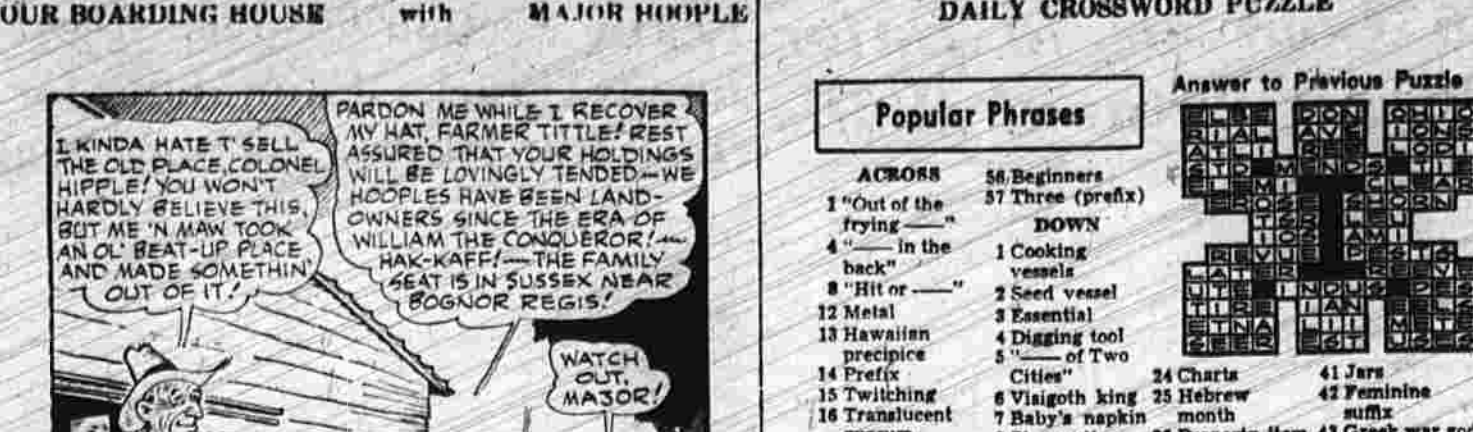 OUR BOARDING HOUSE with MAJOR HOOPLE
I KINDA HATE T' SELL
THE OLD PLACE, COLONEL
HIPPLE! YOU WON'T
HARDLY BELIEVE THIS,
BUT ME 'N MAW TOOK
AN OL' BEAT-UP PLACE
AND MADE SOMETHIN'
OUT OF IT!
PARDON ME WHILE I RECOVER
MY HAT, FARMER TITTLE! REST
ASSURED THAT YOUR HOLDINGS
WILL BE LOVINGLY TENDED—WE
HOOPLES HAVE BEEN LAND-
OWNERS SINCE THE ERA OF
WILLIAM THE CONQUEROR!—
HAK-KAFF!—THE FAMILY
SEAT IS IN SUSSEX NEAR
BOGNOR REGIS!
WATCH
OUT,
MAJOR!
DAILY CROSSWORD PUZZLE
Popular Phrases
Answer to Previous Puzzle
ACROSS
1 "Out of the
frying ——"
4 "—— in the
back"
8 "Hit or ——"
12 Metal
13 Hawaiian
precipice
14 Prefix
15 Twitching
16 Translucent
56 Beginners
57 Three (prefix)
DOWN
1 Cooking
vessels
2 Seed vessel
3 Essential
4 Digging tool
5 "—— of Two
Cities"
6 Visigoth king
7 Baby's napkin
24 Charts
25 Hebrew
month
41 Jars
42 Feminine
suffix
43 Greek war god